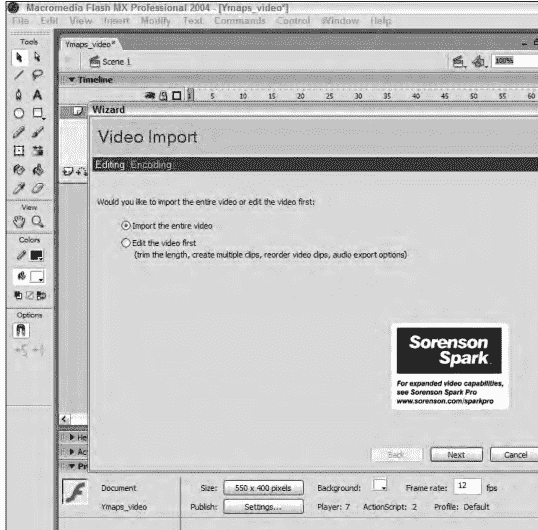 Macromedia Flash MX Professional 2004 - [Ymaps_video*]
File Edit View Insert Modify Text Commands Control Window Help
Tools
Ymaps_video*
Scene 1
100%
Timeline
1 5 10 15 20 25 30 35 40 45 50 55 60
Wizard
Video Import
Editing Encoding
Would you like to import the entire video or edit the video first:
Import the entire video
Edit the video first
(trim the length, create multiple clips, reorder video clips, audio export options)
View
Colors
Options
Sorenson
Spark
For expanded video capabilities,
see Sorenson Spark Pro
www.sorenson.com/sparkpro
He
Ac
Pr
Back Next Cancel
Document Size: 550 x 400 pixels Background: Frame rate: 12 fps
Ymaps_video Publish: Settings... Player: 7 ActionScript: 2 Profile: Default